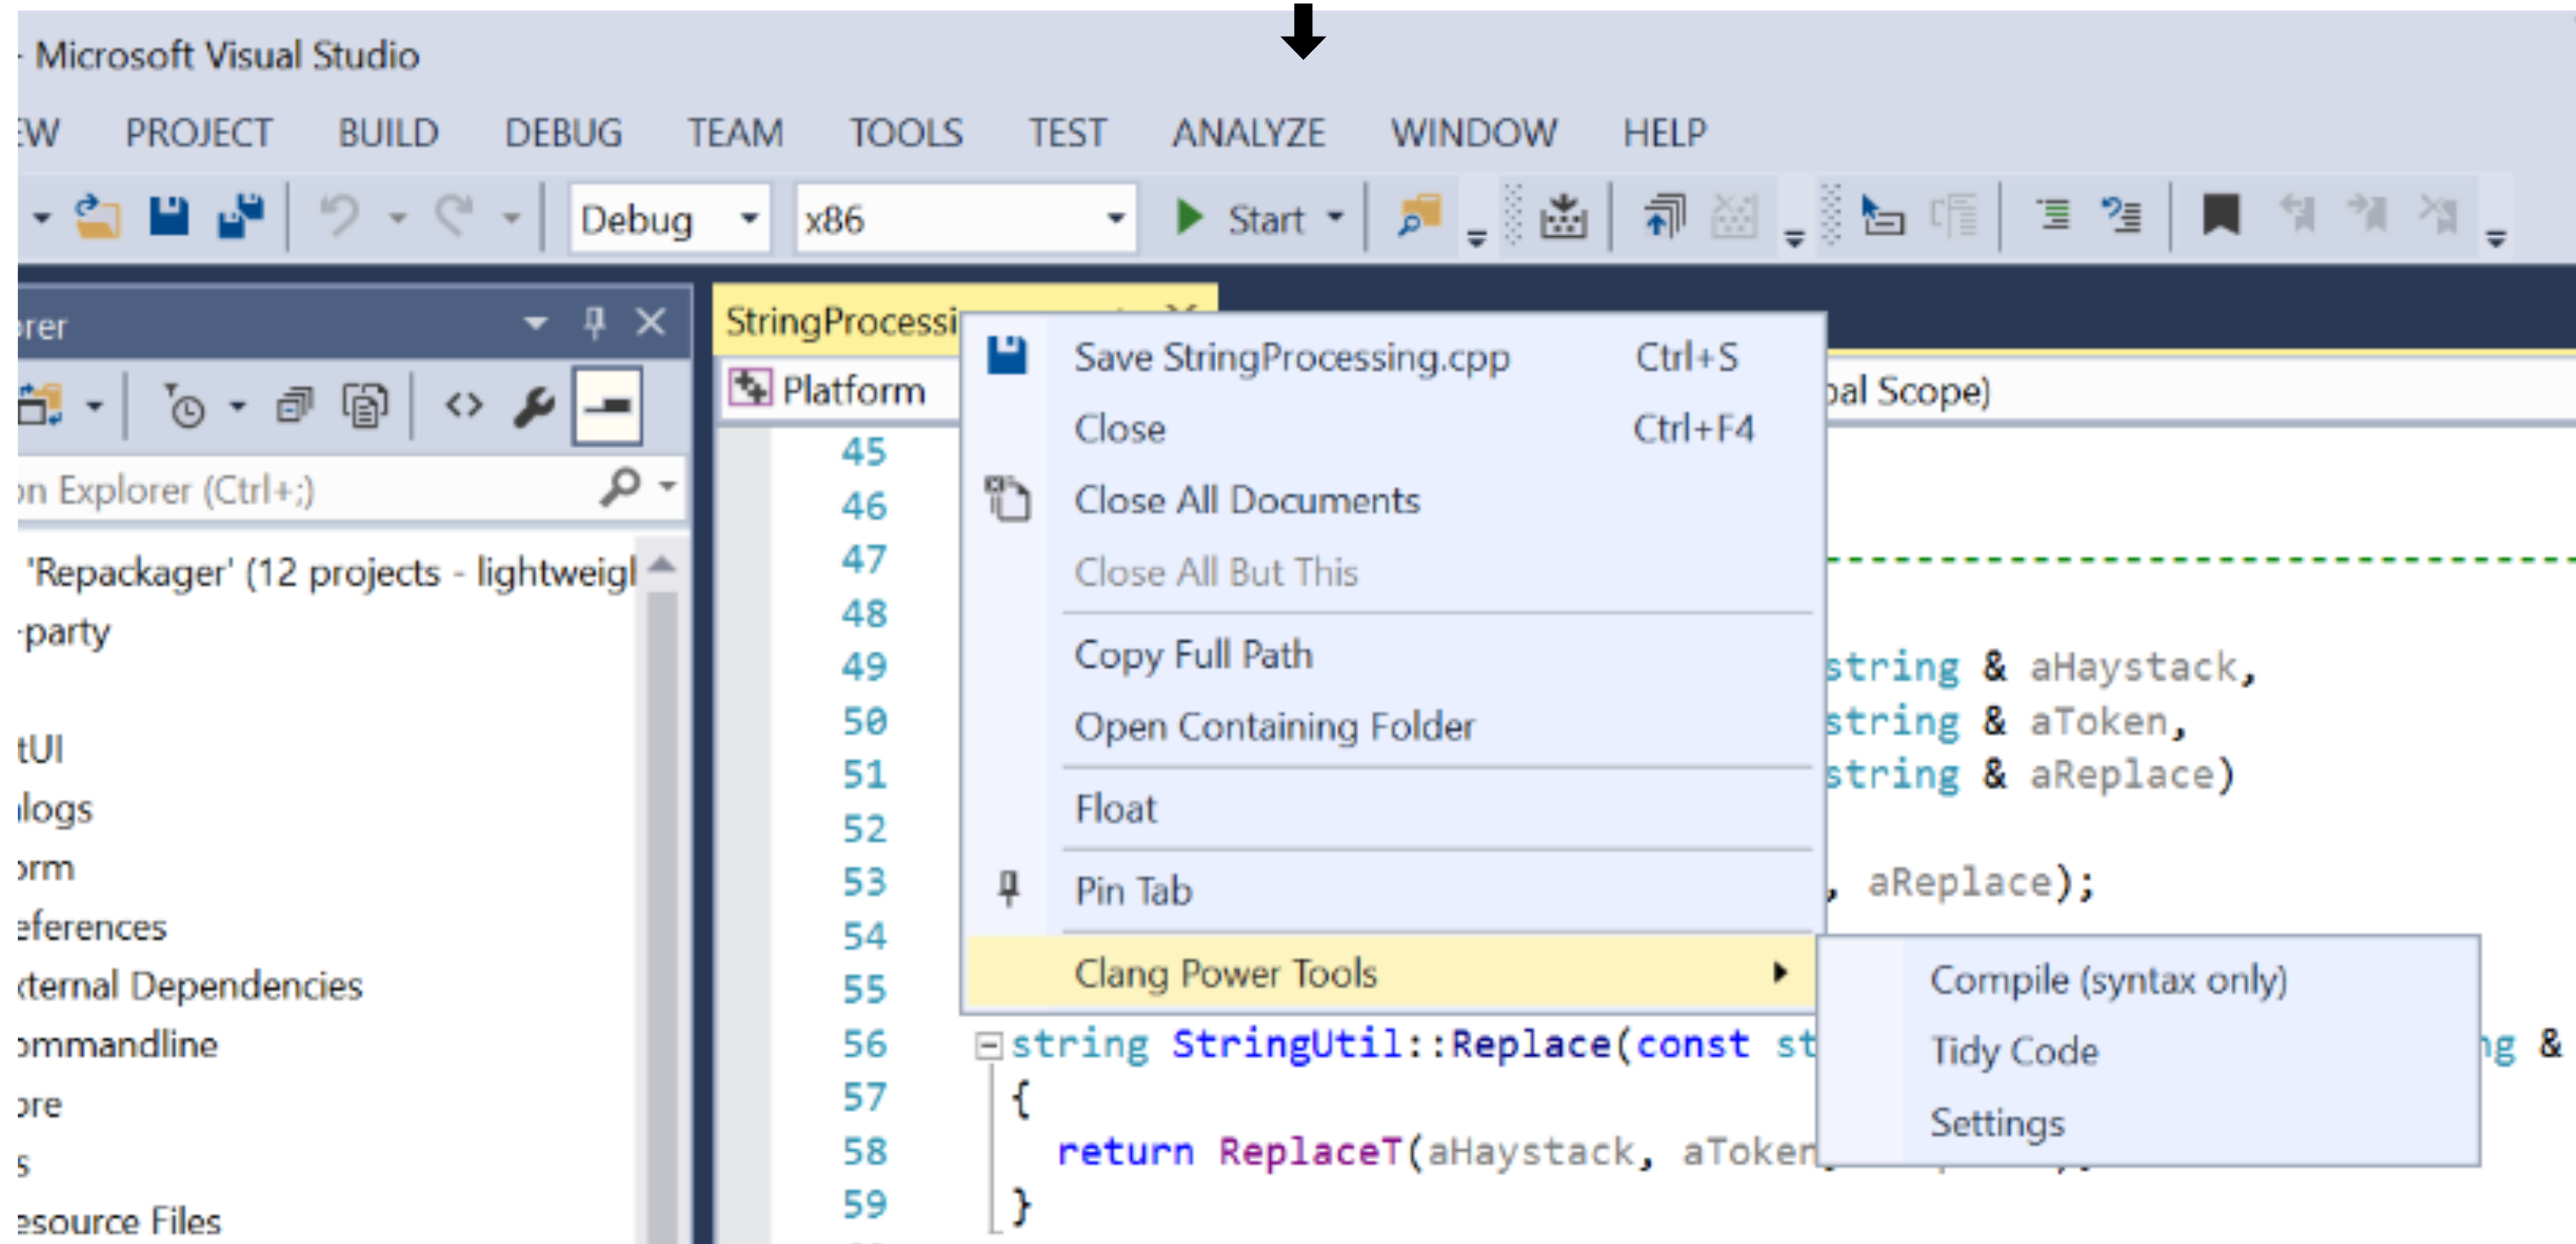 - Microsoft Visual Studio
EW PROJECT BUILD DEBUG TEAM TOOLS TEST ANALYZE WINDOW HELP
Debug x86 Start
orer
on Explorer (Ctrl+;)
'Repackager' (12 projects - lightweigl
-party
tUI
logs
orm
eferences
xternal Dependencies
ommandline
ore
s
esource Files
StringProcessi
Platform
bal Scope)
Save StringProcessing.cpp Ctrl+S
Close Ctrl+F4
Close All Documents
Close All But This
Copy Full Path
Open Containing Folder
Float
Pin Tab
Clang Power Tools
Compile (syntax only)
Tidy Code
Settings
45
46
47
48
49 string & aHaystack,
50 string & aToken,
51 string & aReplace)
52
53 , aReplace);
54
55
56 string StringUtil::Replace(const st ng &
57 {
58 return ReplaceT(aHaystack, aToken
59 }